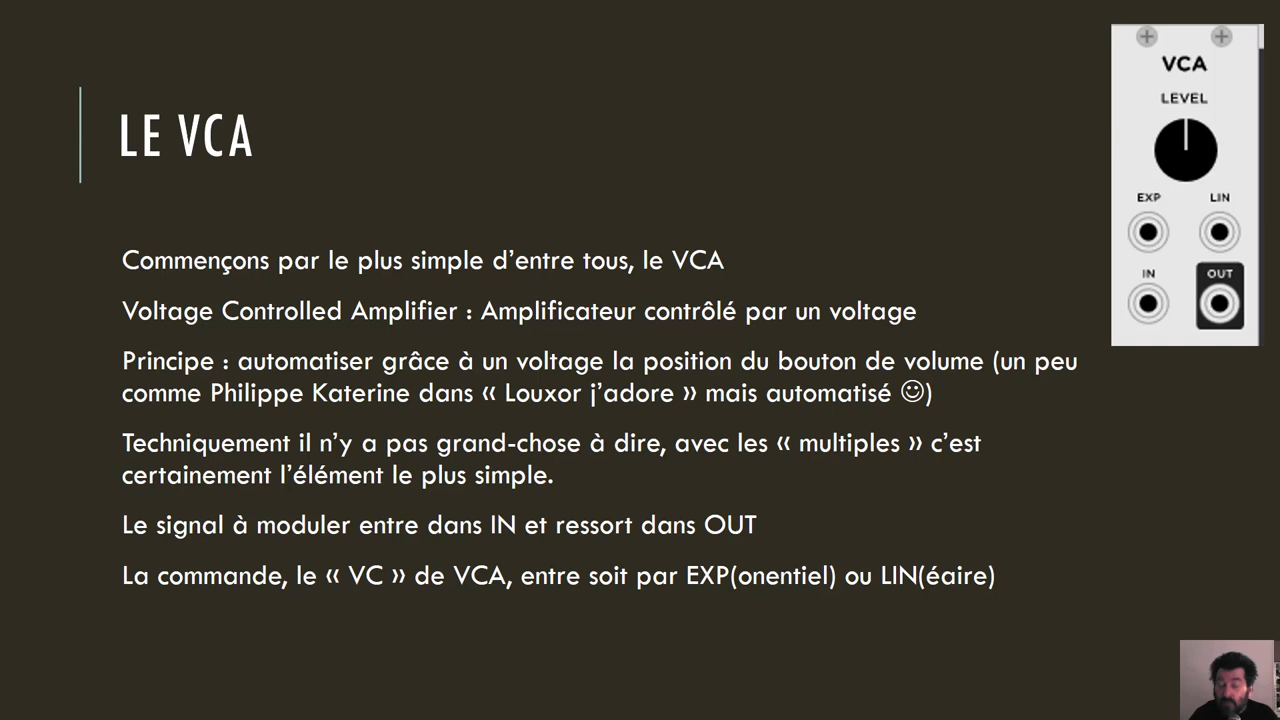 LE VCA
Commençons par le plus simple d’entre tous, le VCA
Voltage Controlled Amplifier : Amplificateur contrôlé par un voltage
Principe : automatiser grâce à un voltage la position du bouton de volume (un peu
comme Philippe Katerine dans « Louxor j’adore » mais automatisé ☺)
Techniquement il n’y a pas grand-chose à dire, avec les « multiples » c’est
certainement l’élément le plus simple.
Le signal à moduler entre dans IN et ressort dans OUT
La commande, le « VC » de VCA, entre soit par EXP(onentiel) ou LIN(éaire)
VCA
LEVEL
EXP LIN
IN OUT